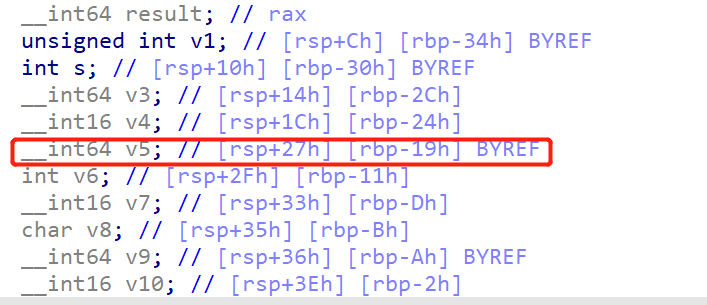 __int64 result; // rax
unsigned int v1; // [rsp+Ch] [rbp-34h] BYREF
int s; // [rsp+10h] [rbp-30h] BYREF
__int64 v3; // [rsp+14h] [rbp-2Ch]
__int16 v4; // [rsp+1Ch] [rbp-24h]
__int64 v5; // [rsp+27h] [rbp-19h] BYREF
int v6; // [rsp+2Fh] [rbp-11h]
__int16 v7; // [rsp+33h] [rbp-Dh]
char v8; // [rsp+35h] [rbp-Bh]
__int64 v9; // [rsp+36h] [rbp-Ah] BYREF
__int16 v10; // [rsp+3Eh] [rbp-2h]